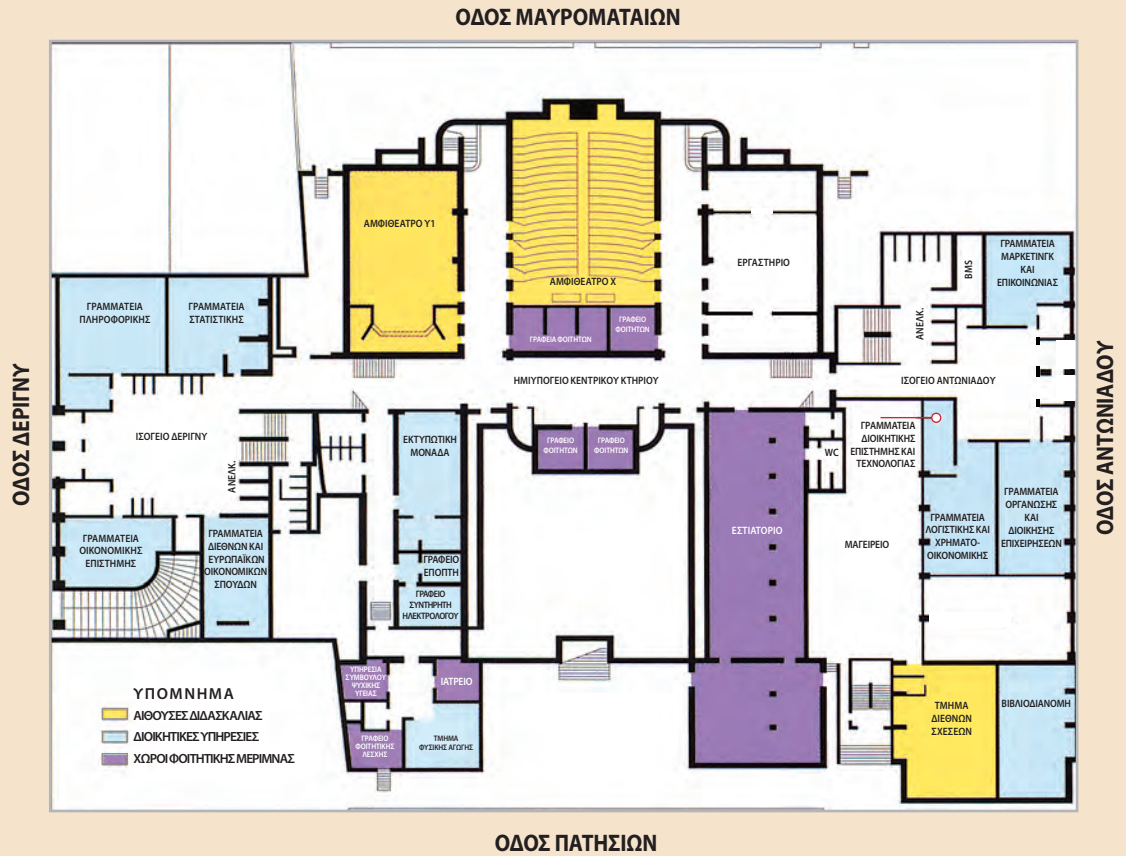 ΟΔΟΣ ΜΑΥΡΟΜΑΤΑΙΩΝ
ΑΜΦΙΘΕΑΤΡΟ Υ1
ΑΜΦΙΘΕΑΤΡΟ Χ
ΓΡΑΦΕΙΑ ΦΟΙΤΗΤΩΝ
ΓΡΑΦΕΙΟ
ΦΟΙΤΗΤΩΝ
ΕΡΓΑΣΤΗΡΙΟ
BMS
ΓΡΑΜΜΑΤΕΙΑ
ΜΑΡΚΕΤΙΝΓΚ
ΚΑΙ
ΕΠΙΚΟΙΝΩΝΙΑΣ
ΑΝΕΛΚ.
ΓΡΑΜΜΑΤΕΙΑ
ΠΛΗΡΟΦΟΡΙΚΗΣ
ΓΡΑΜΜΑΤΕΙΑ
ΣΤΑΤΙΣΤΙΚΗΣ
ΟΔΟΣ ΔΕΡΙΓΝΥ
ΗΜΙΥΠΟΓΕΙΟ ΚΕΝΤΡΙΚΟΥ ΚΤΗΡΙΟΥ
ΙΣΟΓΕΙΟ ΑΝΤΩΝΙΑΔΟΥ
ΟΔΟΣ ΑΝΤΩΝΙΑΔΟΥ
ΙΣΟΓΕΙΟ ΔΕΡΙΓΝΥ
ΑΝΕΛΚ.
ΕΚΤΥΠΩΤΙΚΗ
ΜΟΝΑΔΑ
ΓΡΑΦΕΙΟ
ΦΟΙΤΗΤΩΝ
ΓΡΑΦΕΙΟ
ΦΟΙΤΗΤΩΝ
WC
ΓΡΑΜΜΑΤΕΙΑ
ΔΙΟΙΚΗΤΙΚΗΣ
ΕΠΙΣΤΗΜΗΣ ΚΑΙ
ΤΕΧΝΟΛΟΓΙΑΣ
ΓΡΑΜΜΑΤΕΙΑ
ΟΙΚΟΝΟΜΙΚΗΣ
ΕΠΙΣΤΗΜΗΣ
ΓΡΑΜΜΑΤΕΙΑ
ΔΙΕΘΝΩΝ ΚΑΙ
ΕΥΡΩΠΑΪΚΩΝ
ΟΙΚΟΝΟΜΙΚΩΝ
ΣΠΟΥΔΩΝ
ΓΡΑΦΕΙΟ
ΕΠΟΠΤΗ
ΓΡΑΦΕΙΟ
ΣΥΝΤΗΡΗΤΗ
ΗΛΕΚΤΡΟΛΟΓΟΥ
ΕΣΤΙΑΤΟΡΙΟ
ΜΑΓΕΙΡΕΙΟ
ΓΡΑΜΜΑΤΕΙΑ
ΛΟΓΙΣΤΙΚΗΣ ΚΑΙ
ΧΡΗΜΑΤΟ-
ΟΙΚΟΝΟΜΙΚΗΣ
ΓΡΑΜΜΑΤΕΙΑ
ΟΡΓΑΝΩΣΗΣ
ΚΑΙ
ΔΙΟΙΚΗΣΗΣ
ΕΠΙΧΕΙΡΗΣΕΩΝ
ΥΠΗΡΕΣΙΑ
ΣΥΜΒΟΥΛΟΥ
ΨΥΧΙΚΗΣ
ΥΓΕΙΑΣ
ΙΑΤΡΕΙΟ
ΓΡΑΦΕΙΟ
ΦΟΙΤΗΤΙΚΗΣ
ΛΕΣΧΗΣ
ΤΜΗΜΑ
ΦΥΣΙΚΗΣ ΑΓΩΓΗΣ
ΤΜΗΜΑ
ΔΙΕΘΝΩΝ
ΣΧΕΣΕΩΝ
ΒΙΒΛΙΟΔΙΑΝΟΜΗ
ΥΠΟΜΝΗΜΑ
ΑΙΘΟΥΣΕΣ ΔΙΔΑΣΚΑΛΙΑΣ
ΔΙΟΙΚΗΤΙΚΕΣ ΥΠΗΡΕΣΙΕΣ
ΧΩΡΟΙ ΦΟΙΤΗΤΙΚΗΣ ΜΕΡΙΜΝΑΣ
ΟΔΟΣ ΠΑΤΗΣΙΩΝ